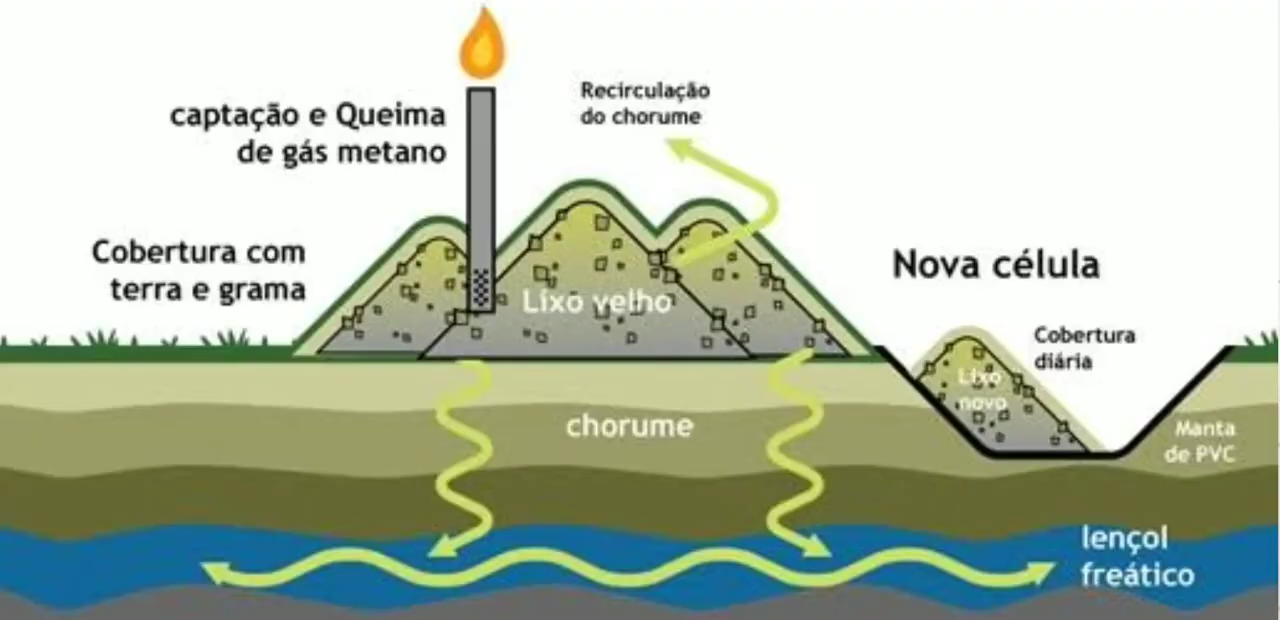 captação e Queima
de gás metano
Recirculação
do chorume
Cobertura com
terra e grama
Lixo velho
Nova célula
Cobertura
diária
Lixo
novo
chorume
Manta
de PVC
lençol
freático